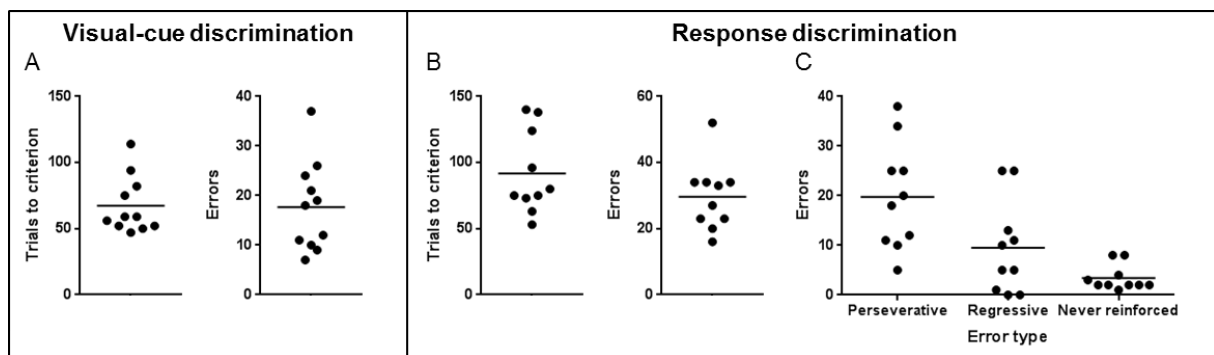 Visual-cue discrimination
Response discrimination
A
B
C
Trials to criterion
150
100
50
0
Errors
40
30
20
10
0
Trials to criterion
150
100
50
0
Errors
60
40
20
0
Errors
40
30
20
10
0
Perseverative Regressive Never reinforced
Error type